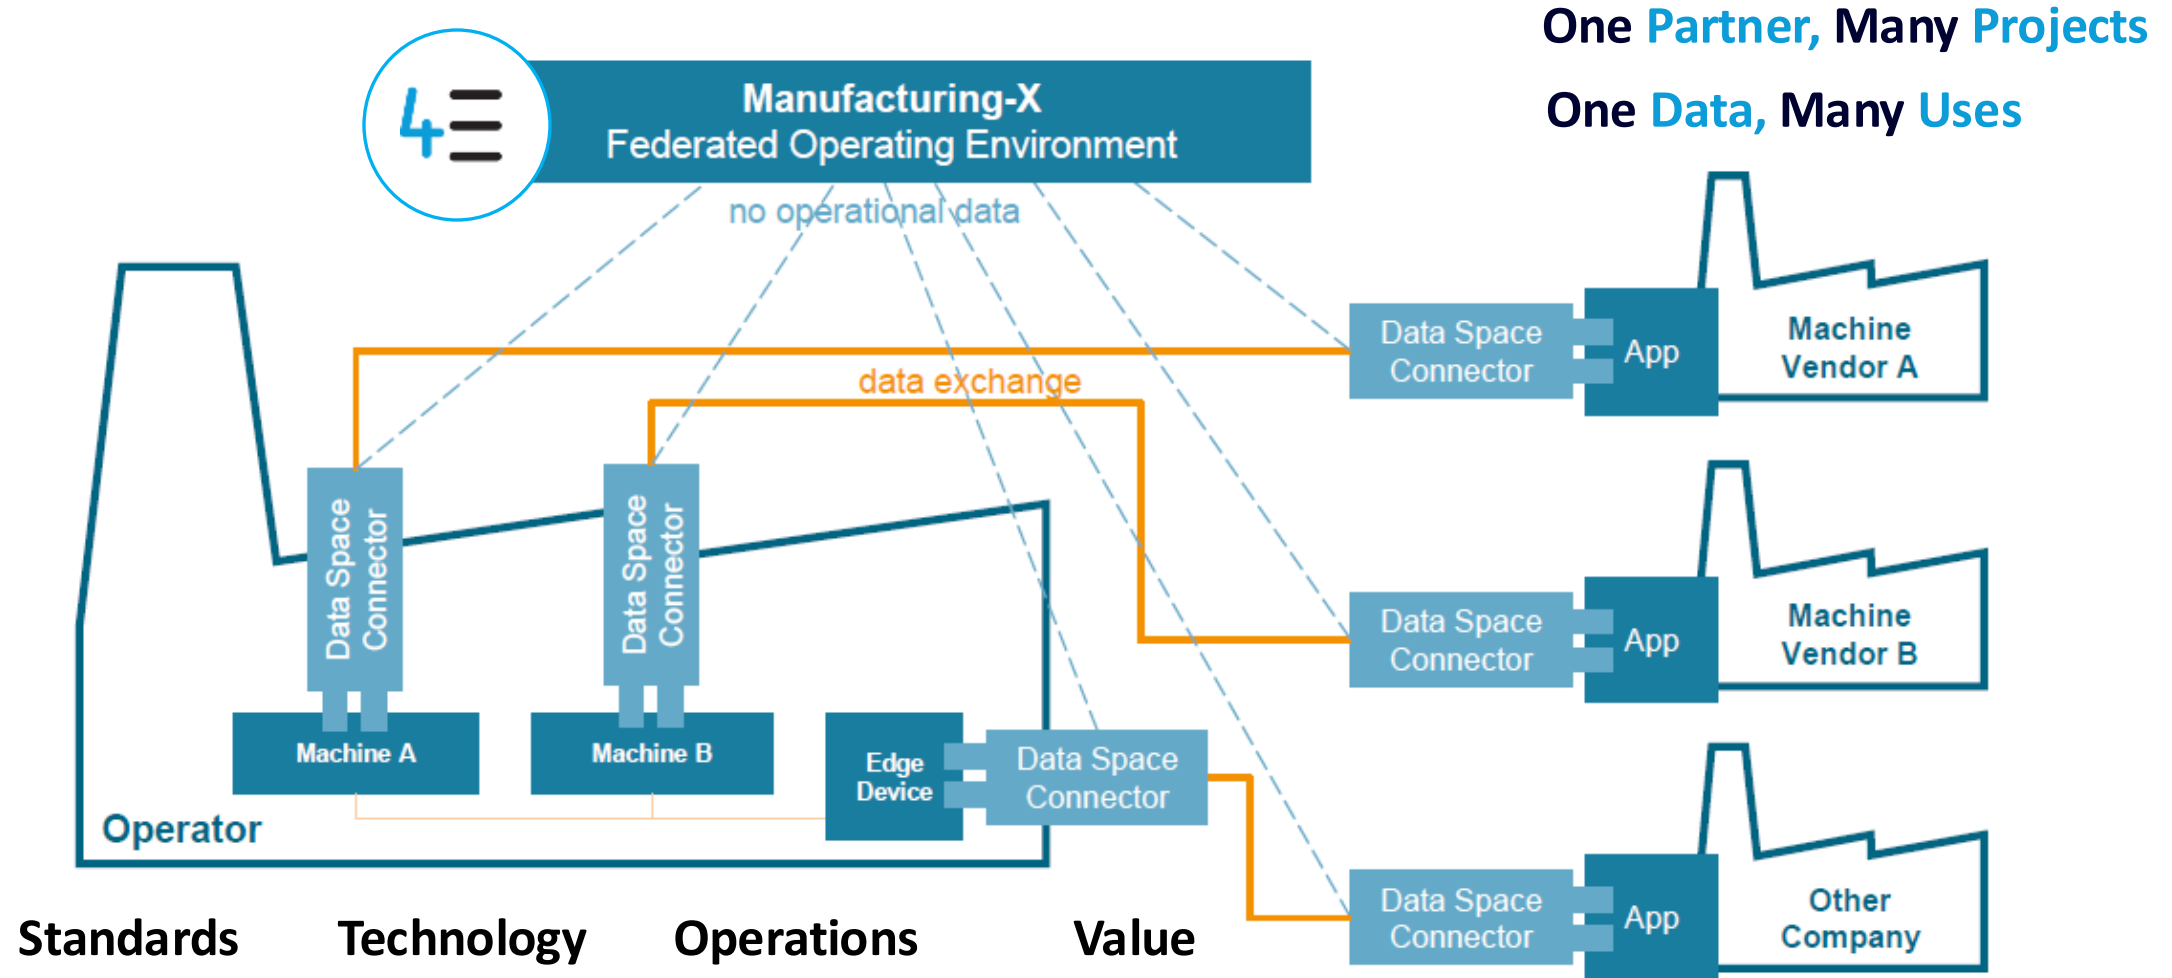 One Partner, Many Projects
One Data, Many Uses
4
Manufacturing-X
Federated Operating Environment
no operational data
data exchange
Data Space
Connector
App
Machine
Vendor A
Data Space
Connector
Data Space
Connector
Data Space
Connector
App
Machine
Vendor B
Machine A
Machine B
Edge
Device
Data Space
Connector
Operator
Data Space
Connector
App
Other
Company
Standards
Technology
Operations
Value